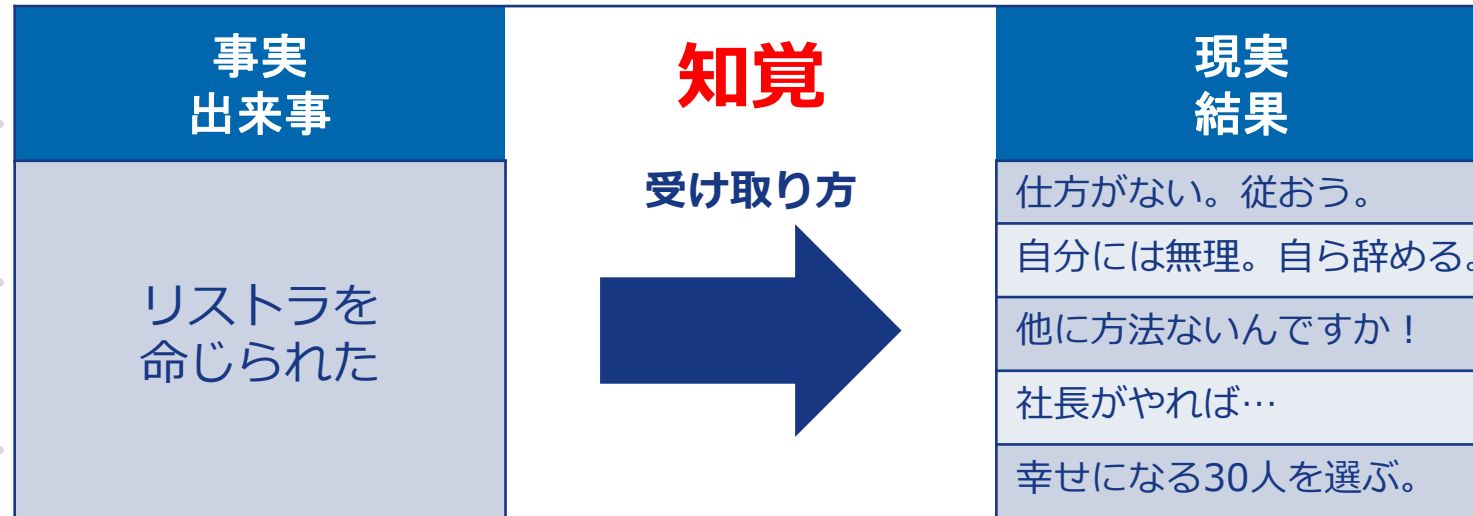 事実
出来事
知覚
現実
結果
受け取り方
リストラを
命じられた
仕方がない。従おう。
自分には無理。自ら辞める。
他に方法ないんですか！
社長がやれば…
幸せになる30人を選ぶ。